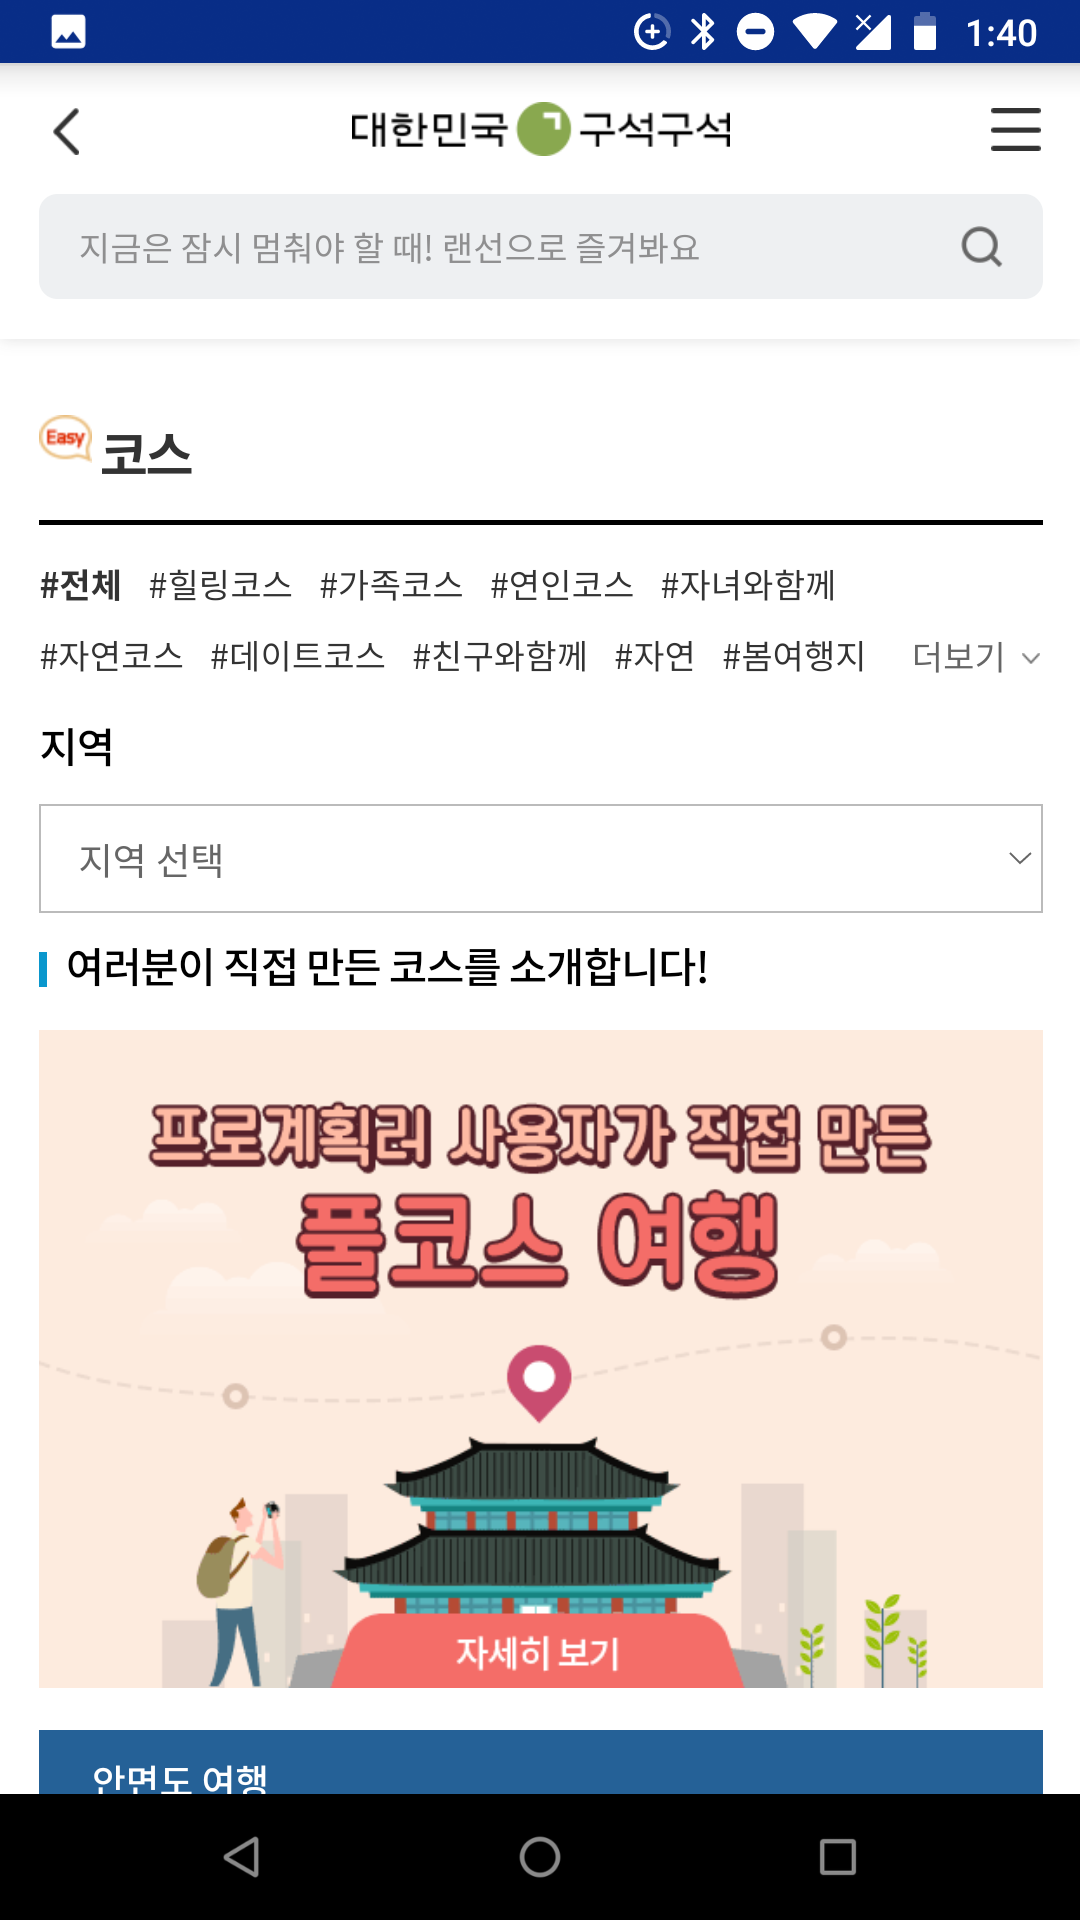 1:40
대한민국 구석구석
지금은 잠시 멈춰야 할 때! 랜선으로 즐겨봐요
Easy 코스
#전체 #힐링코스 #가족코스 #연인코스 #자녀와함께
#자연코스 #데이트코스 #친구와함께 #자연 #봄여행지 더보기
지역
지역 선택
여러분이 직접 만든 코스를 소개합니다!
프로계획러 사용자가 직접 만든
풀코스 여행
자세히 보기
안면도 여행